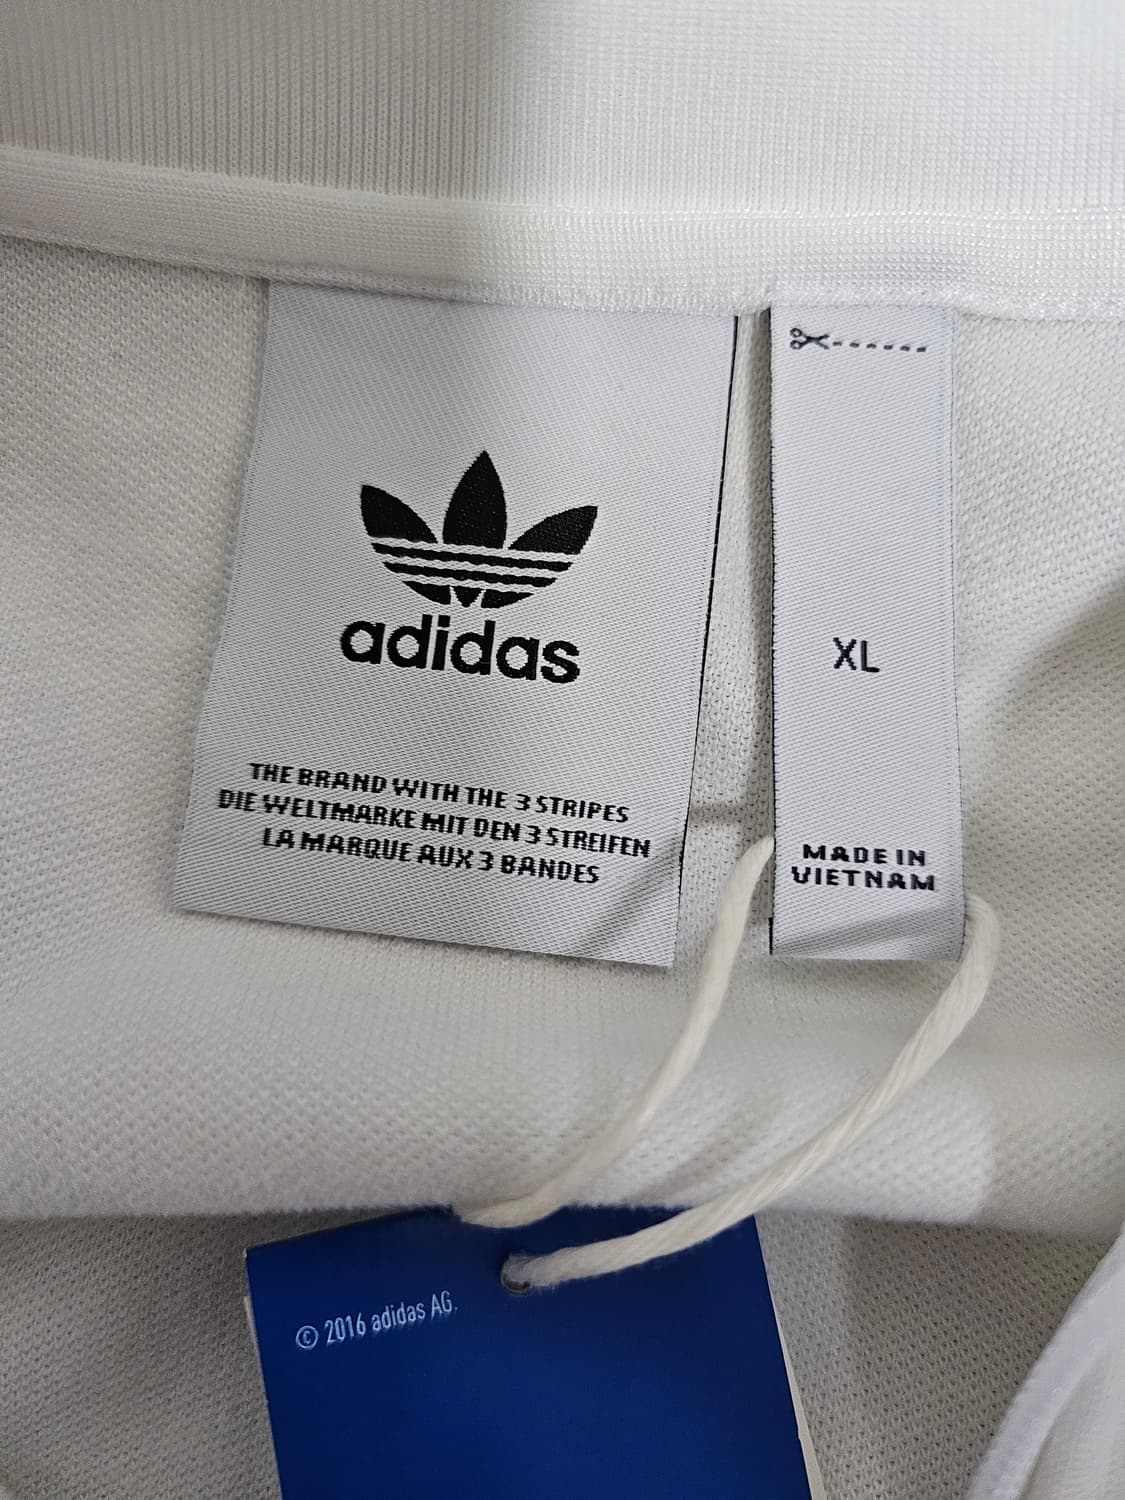 adidas
THE BRAND WITH THE 3 STRIPES
DIE WELTMARKE MIT DEN 3 STREIFEN
LA MARQUE AUX 3 BANDES
XL
MADE IN
VIETNAM
© 2016 adidas AG.